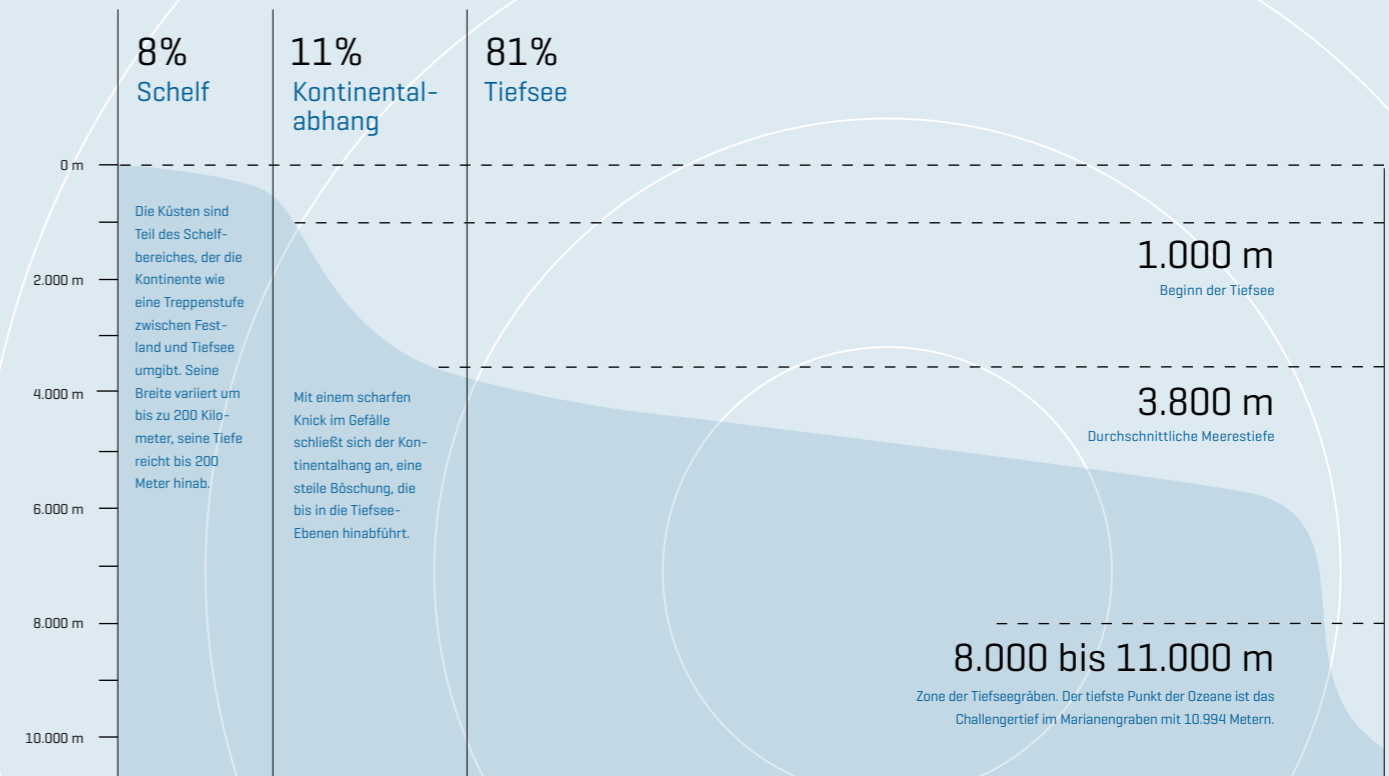 8%
Schelf
11%
Kontinental-
abhang
81%
Tiefsee
0 m
2.000 m
4.000 m
6.000 m
8.000 m
10.000 m
Die Küsten sind
Teil des Schelf-
bereiches, der die
Kontinente wie
eine Treppenstufe
zwischen Fest-
land und Tiefsee
umgibt. Seine
Breite variiert um
bis zu 200 Kilo-
meter, seine Tiefe
reicht bis 200
Meter hinab.
Mit einem scharfen
Knick im Gefälle
schließt sich der Kon-
tinentalhang an, eine
steile Böschung, die
bis in die Tiefsee-
Ebenen hinabführt.
1.000 m
Beginn der Tiefsee
3.800 m
Durchschnittliche Meerestiefe
8.000 bis 11.000 m
Zone der Tiefseegräben. Der tiefste Punkt der Ozeane ist das
Challengertief im Marianengraben mit 10.994 Metern.